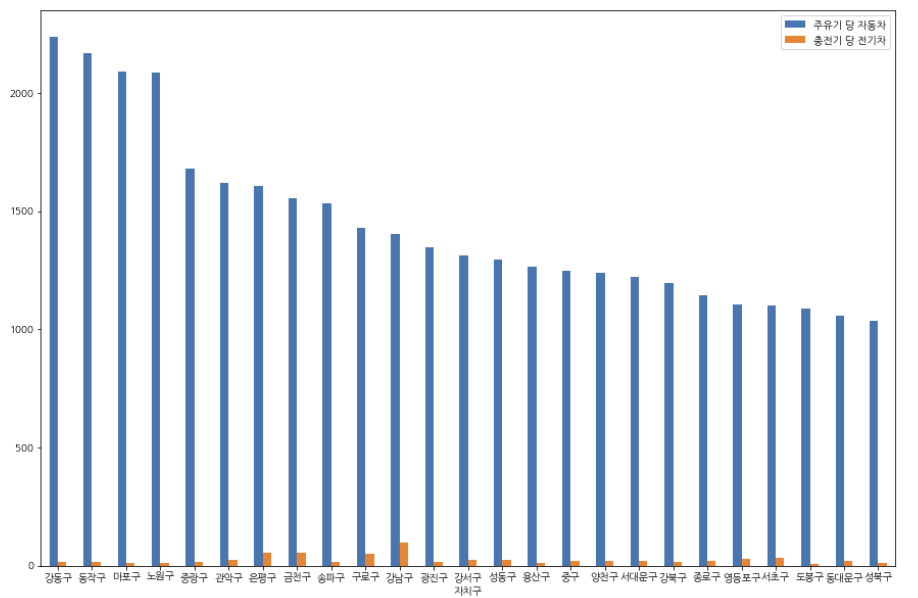 주유기 당 자동차
충전기 당 전기차
2000
1500
1000
500
0
강동구 동작구 마포구 노원구 중랑구 관악구 은평구 금천구 송파구 구로구 강남구 광진구 강서구 성동구 용산구 중구 양천구 서대문구 강북구 종로구 영등포구 서초구 도봉구 동대문구 성북구
자치구